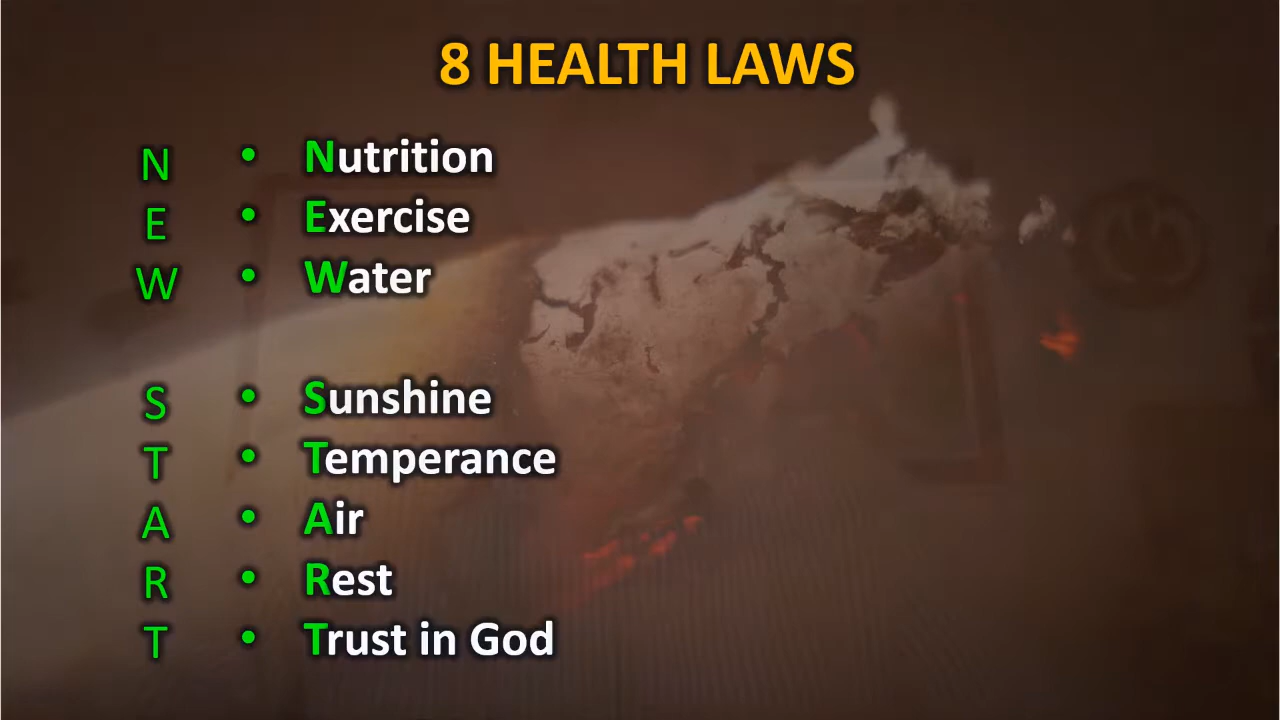 8 HEALTH LAWS
N • Nutrition
E • Exercise
W • Water
S • Sunshine
T • Temperance
A • Air
R • Rest
T • Trust in God